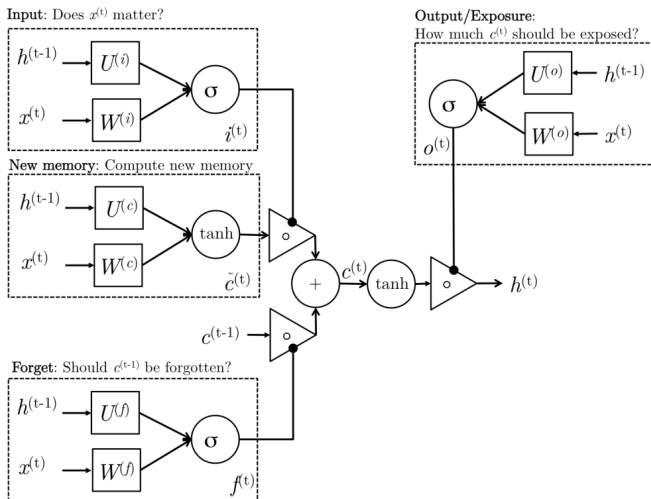 Input: Does x(t) matter?
h(t-1)
U(i)
x(t)
W(i)
σ
i(t)
Output/Exposure:
How much c(t) should be exposed?
U(o)
h(t-1)
σ
W(o)
x(t)
o(t)
New memory: Compute new memory
h(t-1)
U(c)
x(t)
W(c)
tanh
c̃(t)
∘
+
c(t)
tanh
∘
h(t)
c(t-1)
∘
Forget: Should c(t-1) be forgotten?
h(t-1)
U(f)
x(t)
W(f)
σ
f(t)